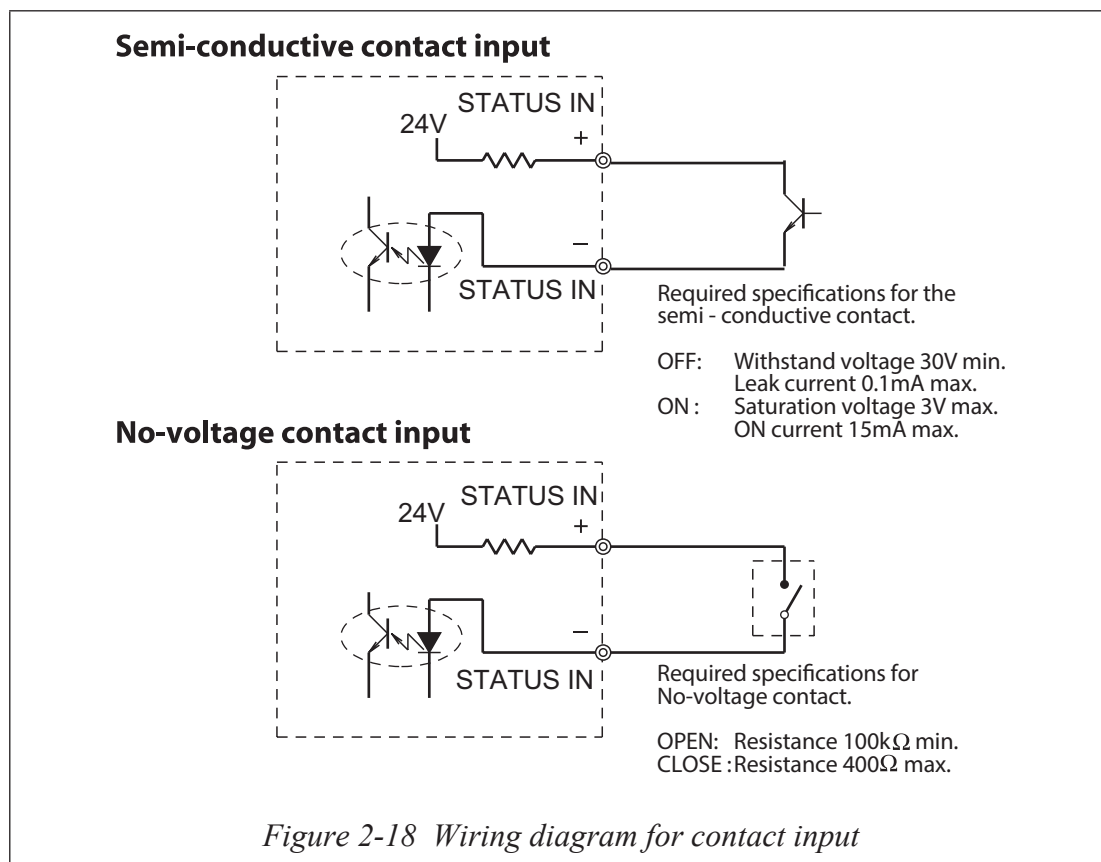 Semi-conductive contact input
STATUS IN
24V
+
−
STATUS IN
Required specifications for the
semi - conductive contact.
OFF: Withstand voltage 30V min.
Leak current 0.1mA max.
ON : Saturation voltage 3V max.
ON current 15mA max.
No-voltage contact input
STATUS IN
24V
+
−
STATUS IN
Required specifications for
No-voltage contact.
OPEN: Resistance 100kΩ min.
CLOSE : Resistance 400Ω max.
Figure 2-18 Wiring diagram for contact input